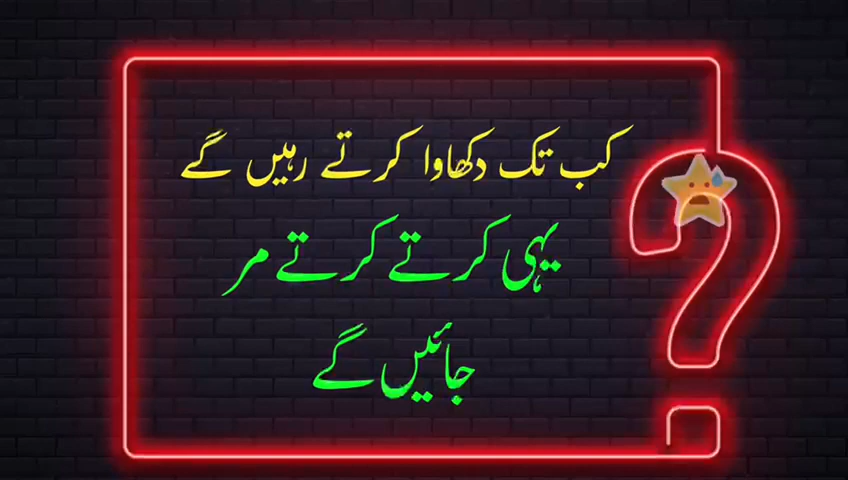 کب تک دکھاوا کرتے رہیں گے
یہی کرتے کرتے مر
جائیں گے